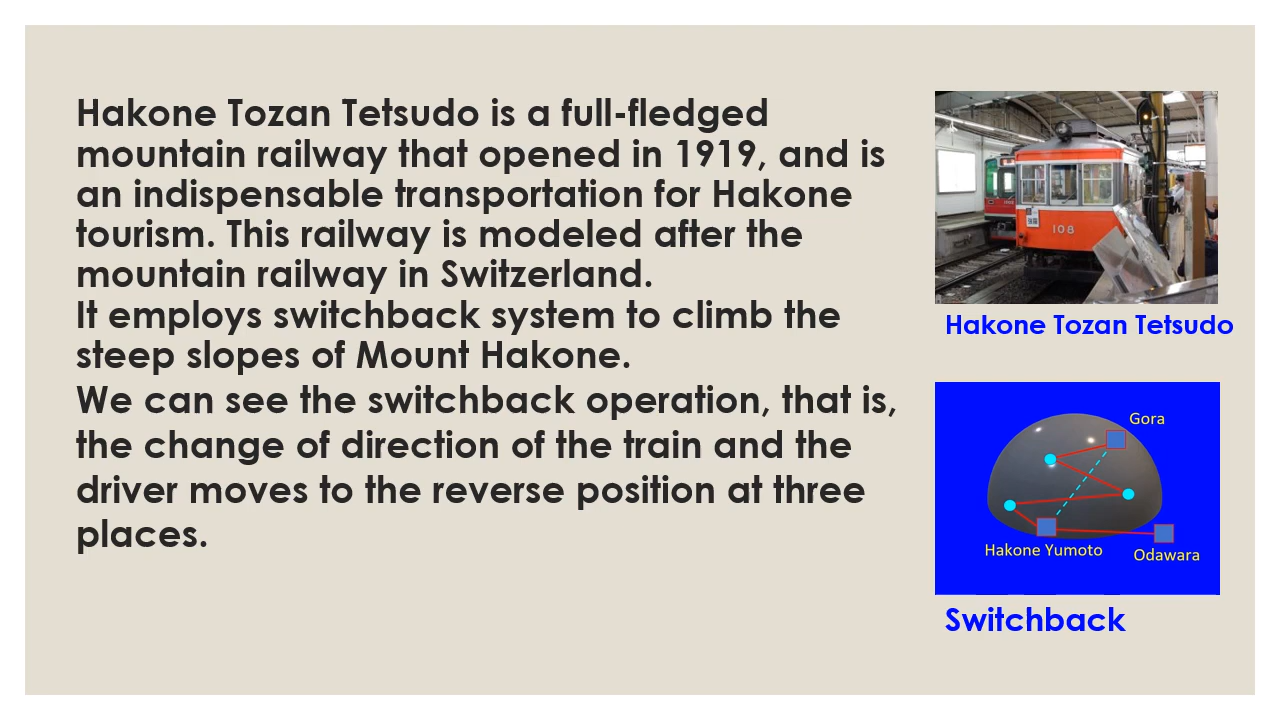 Hakone Tozan Tetsudo is a full-fledged
mountain railway that opened in 1919, and is
an indispensable transportation for Hakone
tourism. This railway is modeled after the
mountain railway in Switzerland.
It employs switchback system to climb the
steep slopes of Mount Hakone.
We can see the switchback operation, that is,
the change of direction of the train and the
driver moves to the reverse position at three
places.
108
Hakone Tozan Tetsudo
Gora
Hakone Yumoto
Odawara
Switchback